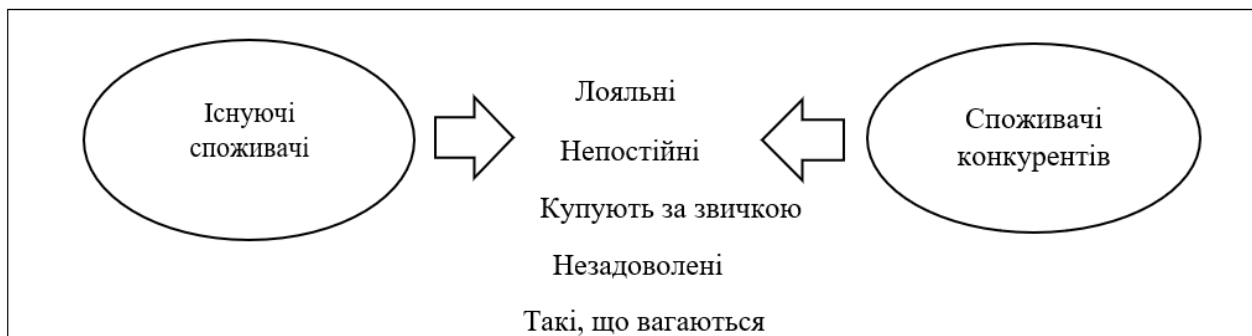 Існуючі
споживачі
Лояльні
Непостійні
Купують за звичкою
Незадоволені
Такі, що вагаються
Споживачі
конкурентів